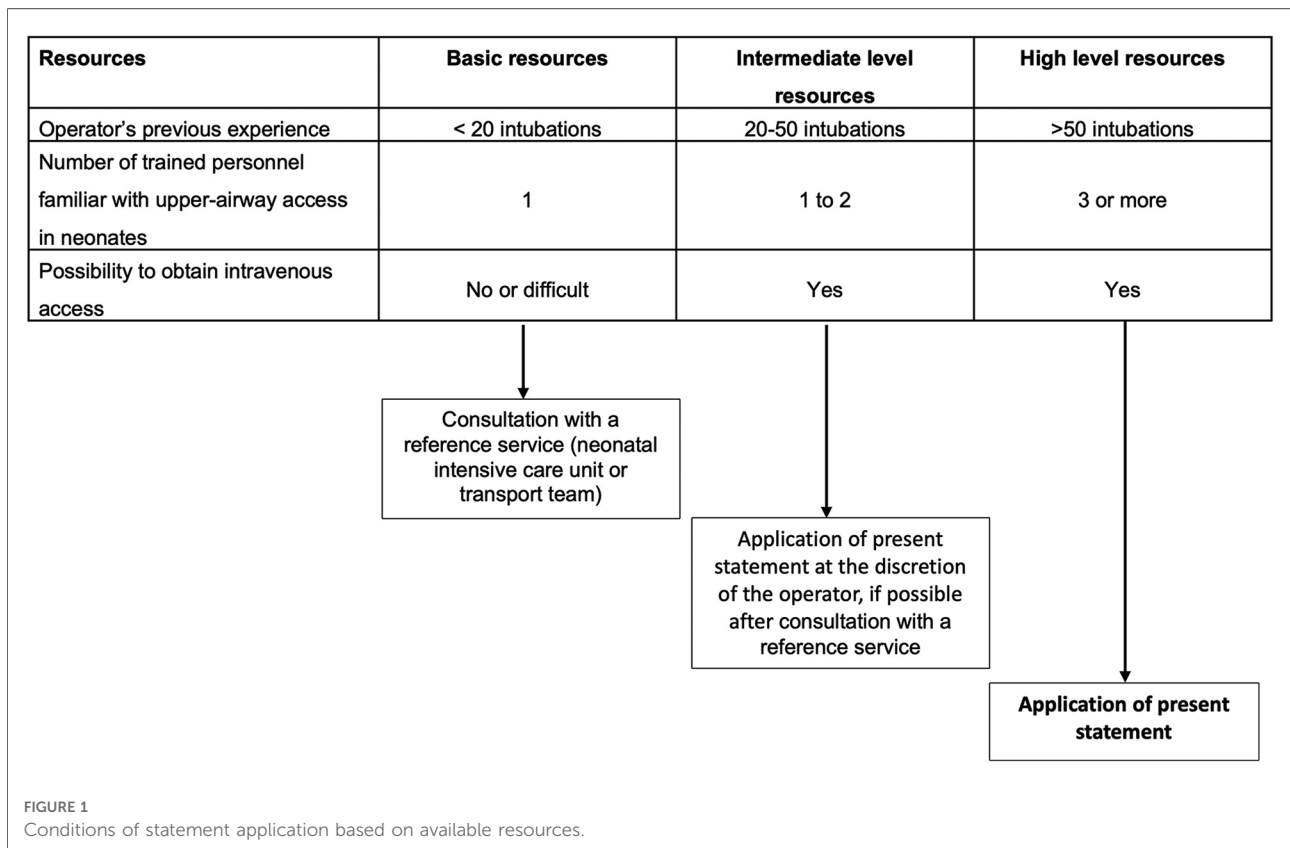 Resources Basic resources Intermediate level High level resources
resources
Operator's previous experience < 20 intubations 20-50 intubations >50 intubations
Number of trained personnel
familiar with upper-airway access 1 1 to 2 3 or more
in neonates
Possibility to obtain intravenous
access No or difficult Yes Yes
Consultation with a
reference service (neonatal
intensive care unit or
transport team)
Application of present
statement at the discretion
of the operator, if possible
after consultation with a
reference service
Application of present
statement
FIGURE 1
Conditions of statement application based on available resources.